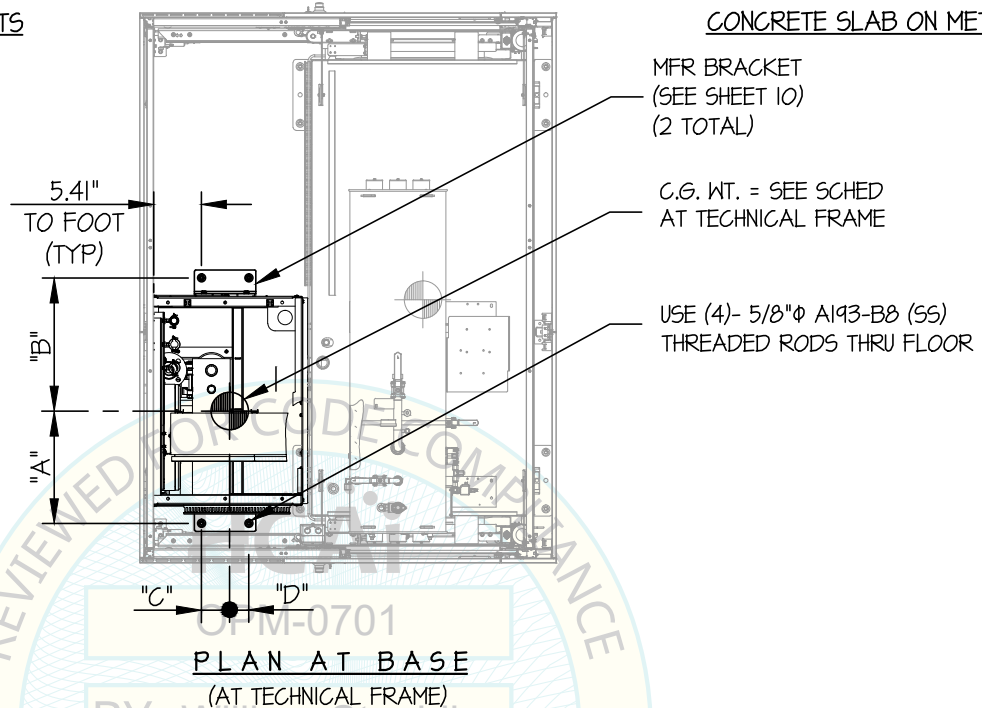 TS
CONCRETE SLAB ON MET
MFR BRACKET
(SEE SHEET 10)
(2 TOTAL)
5.41"
TO FOOT
(TYP)
C.G. WT. = SEE SCHED
AT TECHNICAL FRAME
USE (4)- 5/8"Φ A193-B8 (SS)
THREADED RODS THRU FLOOR
"B"
"A"
"C"
"D"
REVIEWED FOR CODE COMPLIANCE
HCAi
OPM-0701
PLAN AT BASE
(AT TECHNICAL FRAME)